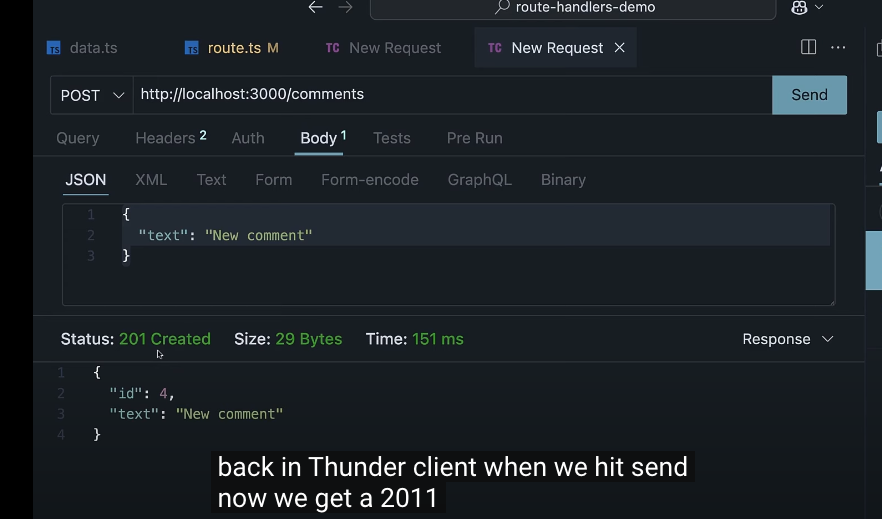 route-handlers-demo
TS data.ts TS route.ts M TC New Request TC New Request ×
POST http://localhost:3000/comments Send
Query Headers 2 Auth Body 1 Tests Pre Run
JSON XML Text Form Form-encode GraphQL Binary
1 {
2 "text": "New comment"
3 }
Status: 201 Created Size: 29 Bytes Time: 151 ms Response
1 {
2 "id": 4,
3 "text": "New comment"
4 }
back in Thunder client when we hit send
now we get a 2011